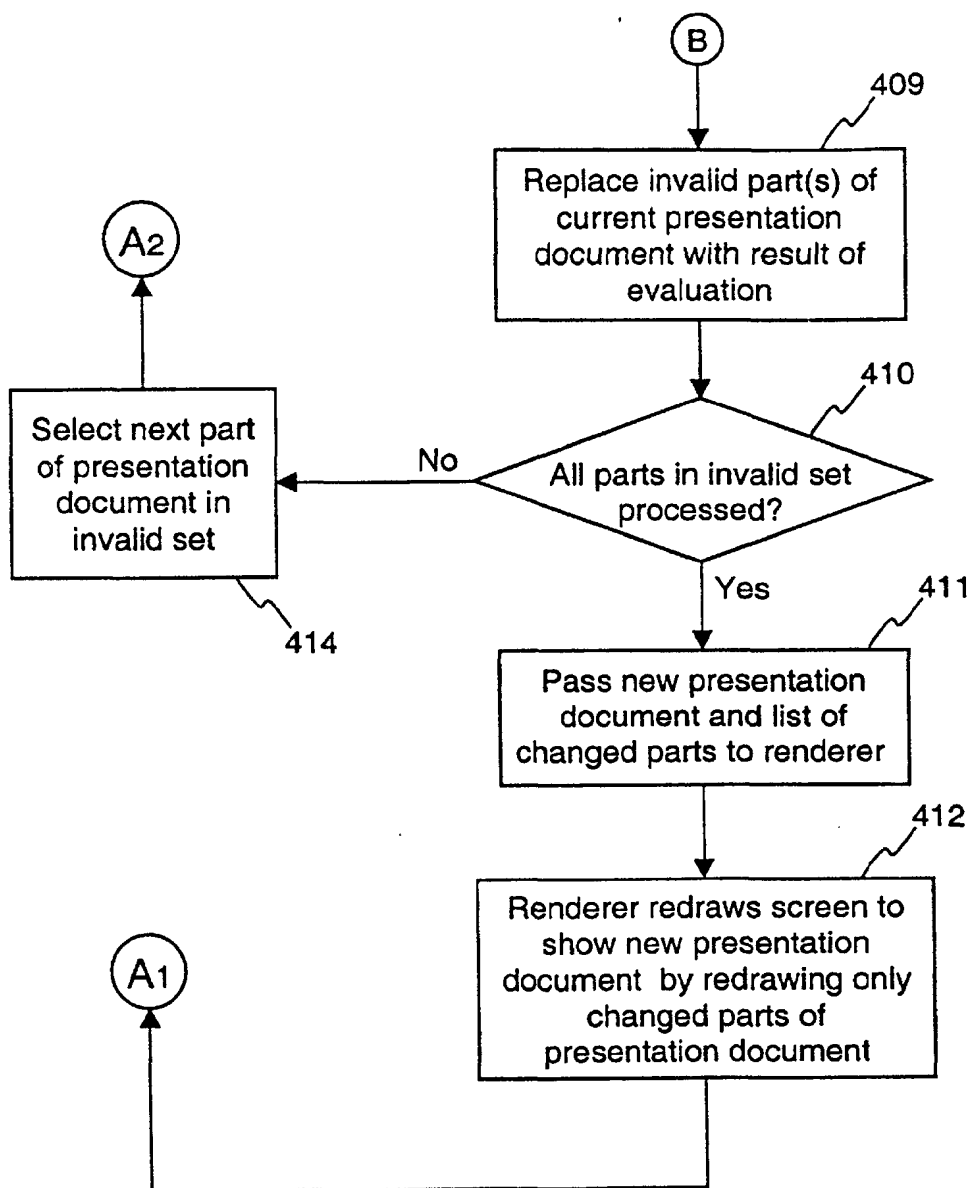 B
409
Replace invalid part(s) of
current presentation
document with result of
evaluation
A2
410
All parts in invalid set
processed?
No
Select next part
of presentation
document in
invalid set
414
Yes
411
Pass new presentation
document and list of
changed parts to renderer
412
Renderer redraws screen to
show new presentation
document by redrawing only
changed parts of
presentation document
A1